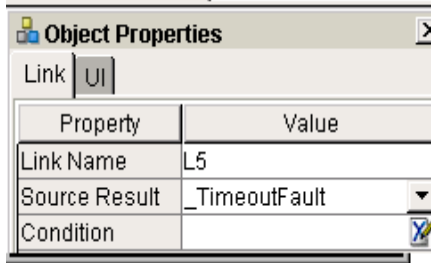 Object Properties
Link UI
Property Value
Link Name L5
Source Result _TimeoutFault
Condition